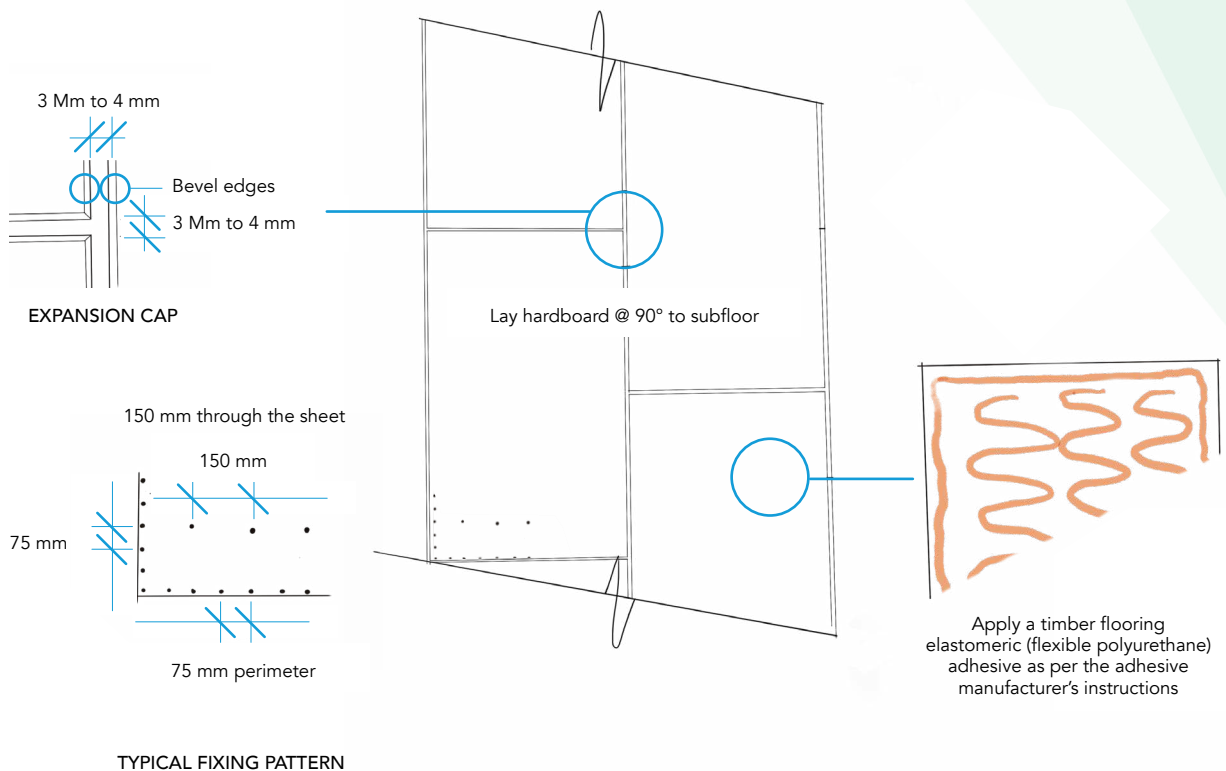 3 Mm to 4 mm
Bevel edges
3 Mm to 4 mm
EXPANSION CAP
Lay hardboard @ 90° to subfloor
150 mm through the sheet
150 mm
75 mm
75 mm perimeter
TYPICAL FIXING PATTERN
Apply a timber flooring
elastomeric (flexible polyurethane)
adhesive as per the adhesive
manufacturer's instructions